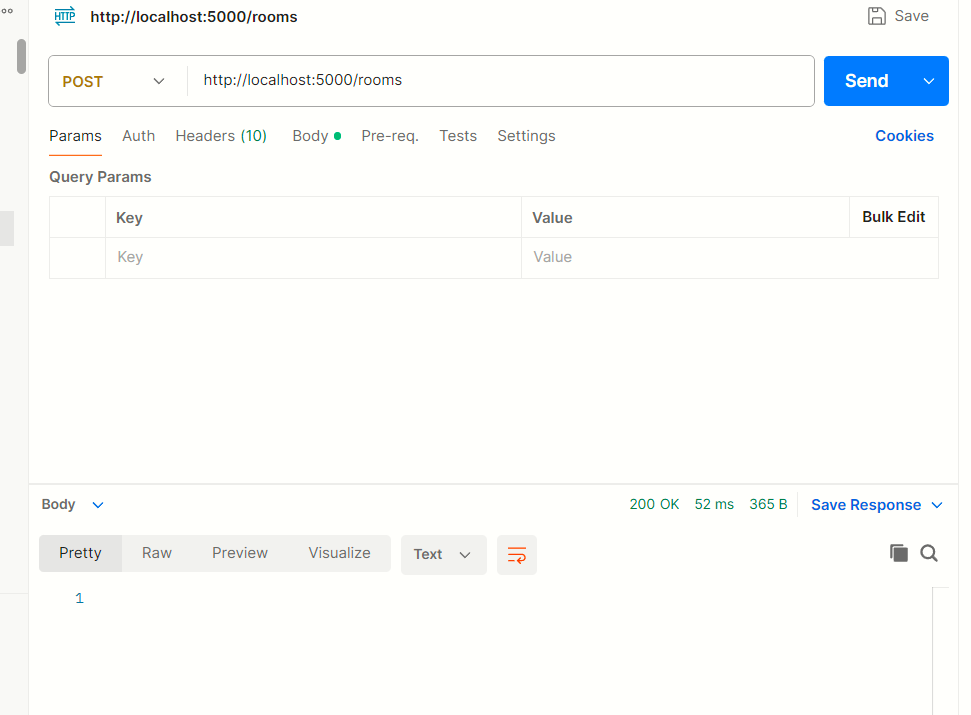 HTTP http://localhost:5000/rooms Save
POST http://localhost:5000/rooms Send
Params Auth Headers (10) Body Pre-req. Tests Settings Cookies
Query Params
Key Value Bulk Edit
Key Value
Body 200 OK 52 ms 365 B Save Response
Pretty Raw Preview Visualize Text
1